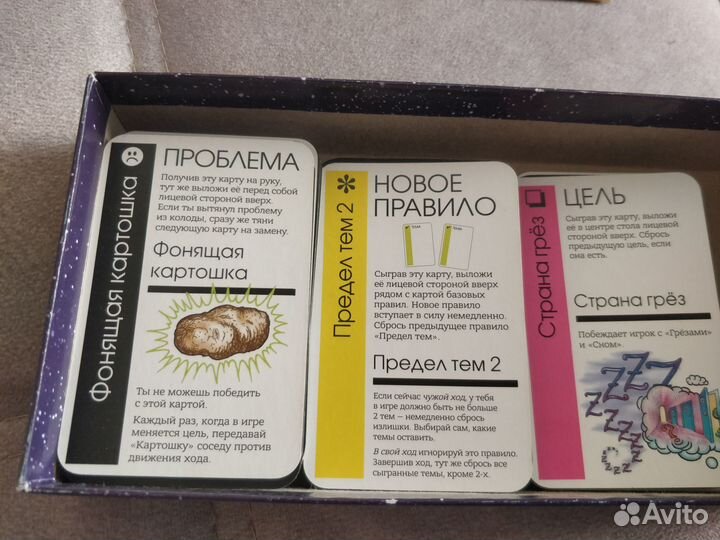 Фонящая картошка
ПРОБЛЕМА
Получив эту карту на руку,
тут же выложи её перед собой
лицевой стороной вверх.
Если ты вытянул проблему
из колоды, сразу же тяни
следующую карту на замену.
Фонящая
картошка
Ты не можешь победить
с этой картой.
Каждый раз, когда в игре
меняется цель, передавай
«Картошку» соседу против
движения хода.
Предел тем 2
НОВОЕ
ПРАВИЛО
Сыграв эту карту, выложи
её лицевой стороной вверх
рядом с картой базовых
правил. Новое правило
вступает в силу немедленно.
Сбрось предыдущее правило
«Предел тем».
Предел тем 2
Если сейчас чужой ход, у тебя
в игре должно быть не больше
2 тем – немедленно сбрось
излишки. Выбирай сам, какие
темы оставить.
В свой ход игнорируй это правило.
Завершив ход, тут же сбрось все
сыгранные темы, кроме 2-х.
Страна грёз
ЦЕЛЬ
Сыграв эту карту, выложи
её в центре стола лицевой
стороной вверх. Сбрось
предыдущую цель, если
она есть.
Страна грёз
Побеждает игрок с «Грёзами»
и «Сном».
Z Z Z
Z Z Z Z Z
z z z
Avito